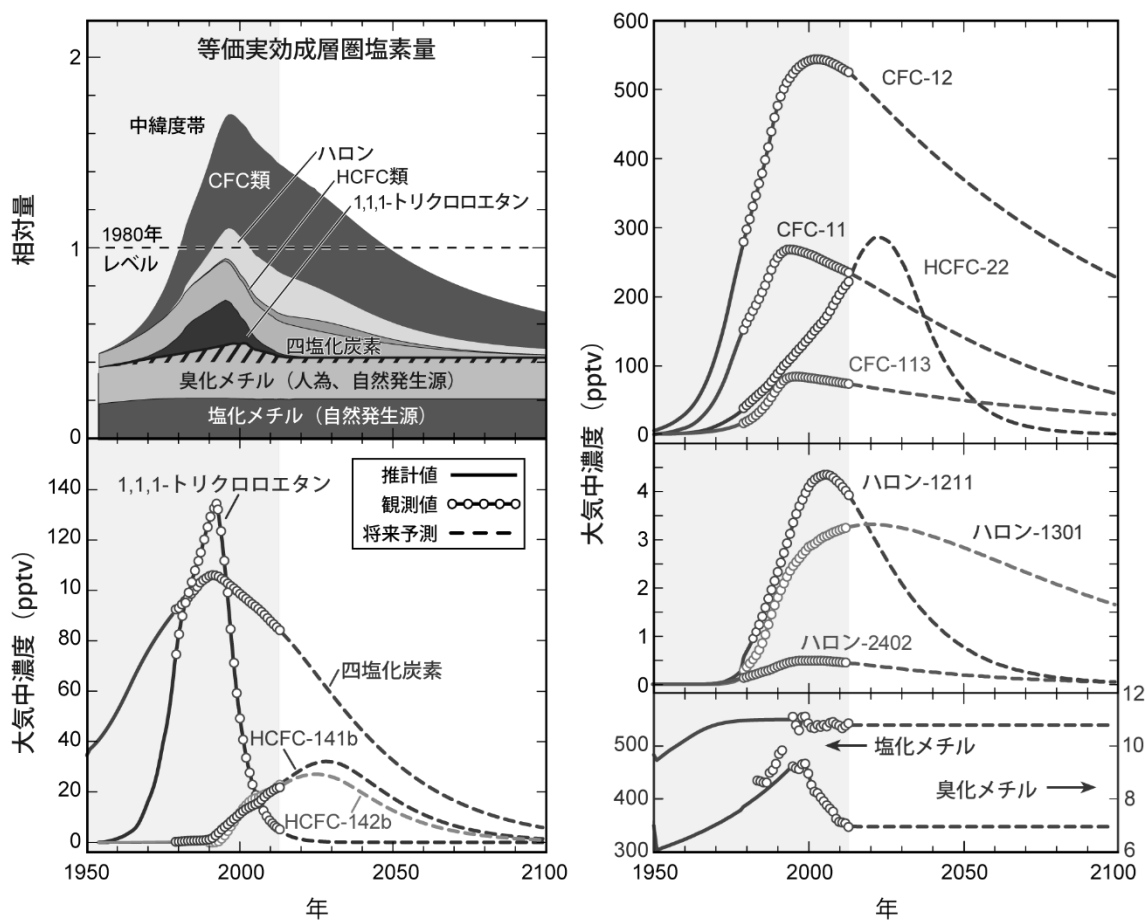 等価実効成層圏塩素量
中緯度帯
ハロン
HCFC類
CFC類
1,1,1-トリクロロエタン
1980年
レベル
四塩化炭素
臭化メチル（人為、自然発生源）
塩化メチル（自然発生源）
相対量
2
1
0
1,1,1-トリクロロエタン
推計値
観測値
将来予測
四塩化炭素
HCFC-141b
HCFC-142b
大気中濃度（pptv）
140
120
10
80
60
40
20
0
1950
2000
2050
2100
年
600
500
400
300
200
100
0
1950
2000
2050
2100
CFC-12
CFC-11
HCFC-22
CFC-113
大気中濃度（pptv）
4
3
2
1
0
ハロン-1211
ハロン-1301
ハロン-2402
500
400
300
12
10
8
6
塩化メチル
臭化メチル
1950
2000
2050
2100
年